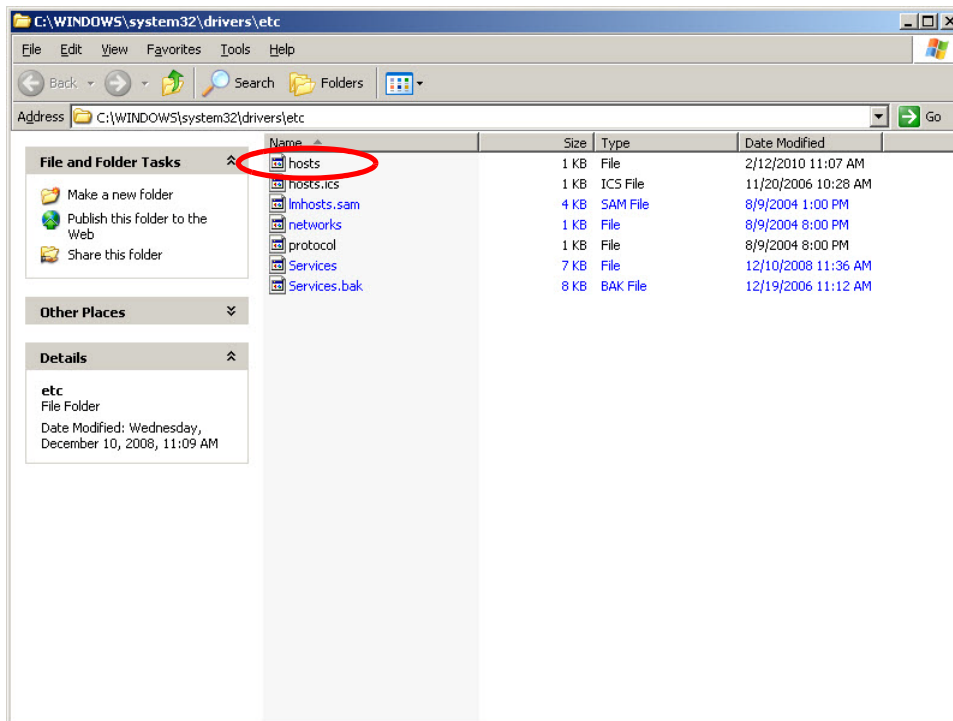 C:\WINDOWS\system32\drivers\etc
File Edit View Favorites Tools Help
Back Search Folders
Address C:\WINDOWS\system32\drivers\etc Go
Name Size Type Date Modified
File and Folder Tasks
Make a new folder
Publish this folder to the
Web
Share this folder
Other Places
Details
etc
File Folder
Date Modified: Wednesday,
December 10, 2008, 11:09 AM
hosts 1 KB File 2/12/2010 11:07 AM
hosts.ics 1 KB ICS File 11/20/2006 10:28 AM
lmhosts.sam 4 KB SAM File 8/9/2004 1:00 PM
networks 1 KB File 8/9/2004 8:00 PM
protocol 1 KB File 8/9/2004 8:00 PM
Services 7 KB File 12/10/2008 11:36 AM
Services.bak 8 KB BAK File 12/19/2006 11:12 AM